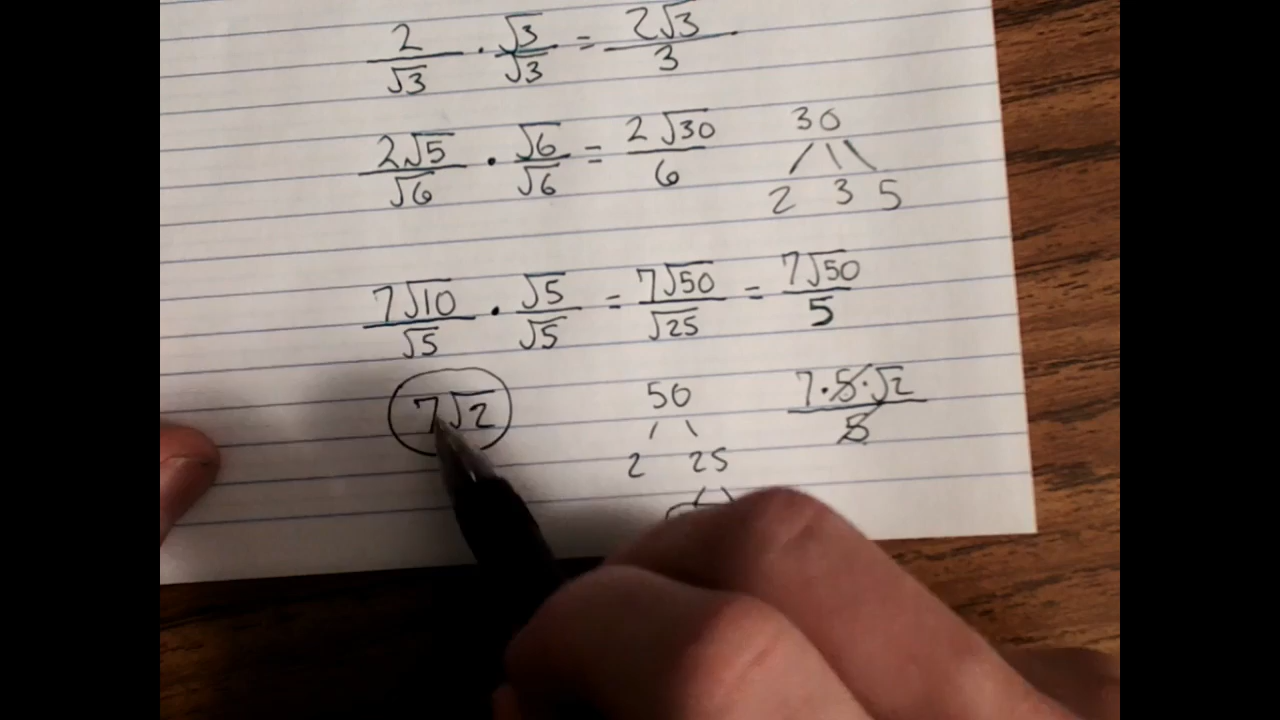 2/√3 · √3/√3 = 2√3/3
2√5/√6 · √6/√6 = 2√30/6
30
2 3 5
7√10/√5 · √5/√5 = 7√50/√25 = 7√50/5
7√2
50
2 25
7·5·√2/5